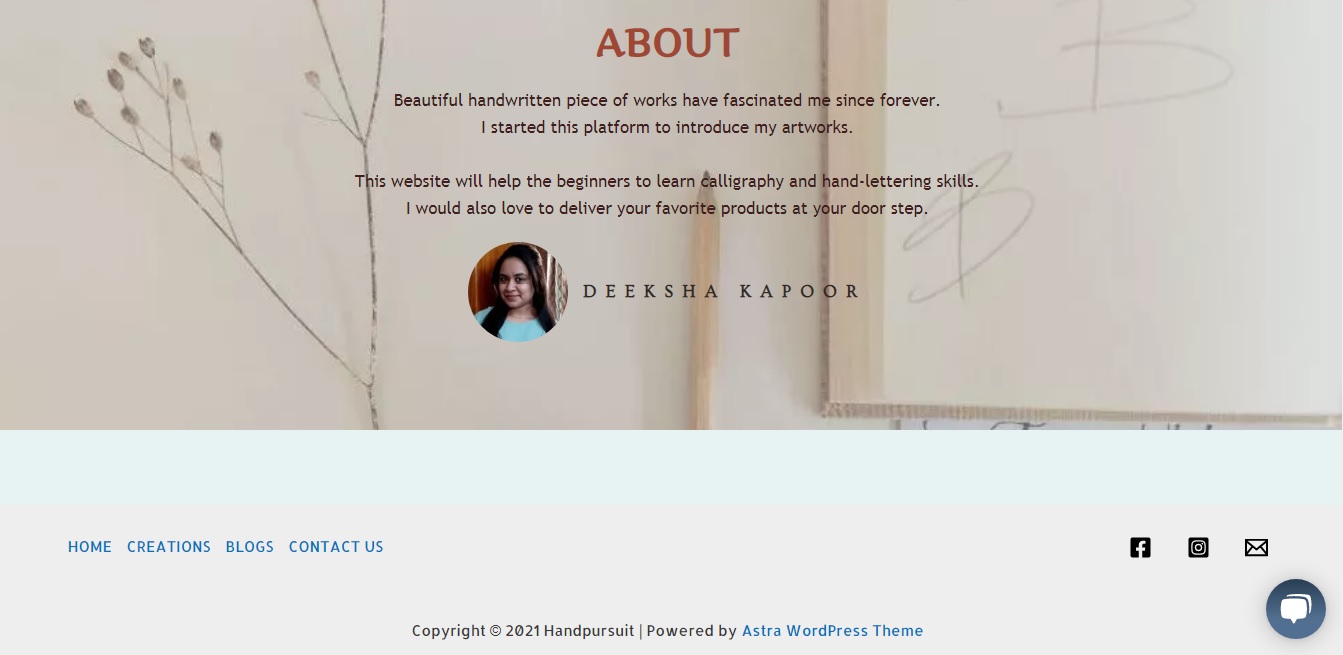 ABOUT
Beautiful handwritten piece of works have fascinated me since forever.
I started this platform to introduce my artworks.
This website will help the beginners to learn calligraphy and hand-lettering skills.
I would also love to deliver your favorite products at your door step.
DEEKSHA KAPOOR
HOME CREATIONS BLOGS CONTACT US
Copyright © 2021 Handpursuit | Powered by Astra WordPress Theme